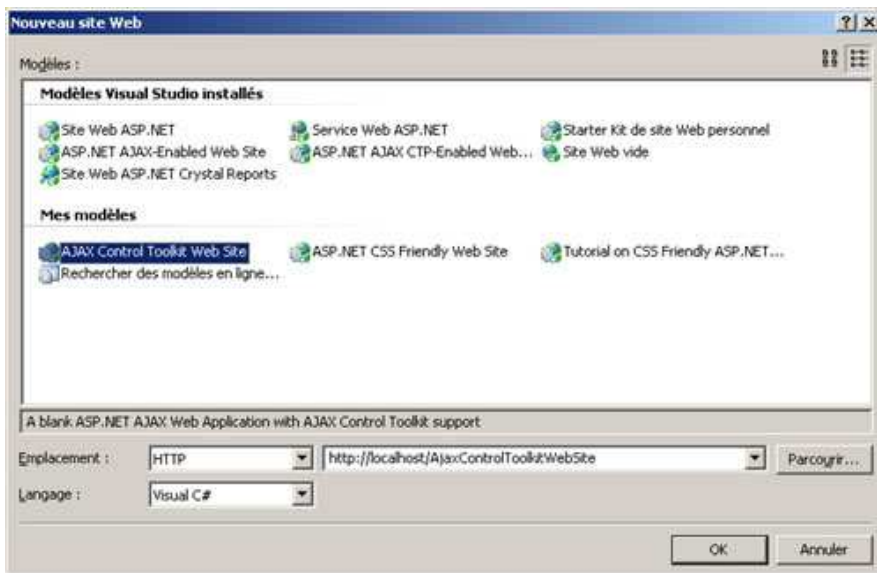 Nouveau site Web
Modèles :
Modèles Visual Studio installés
Site Web ASP.NET Service Web ASP.NET Starter Kit de site Web personnel
ASP.NET AJAX-Enabled Web Site ASP.NET AJAX CTP-Enabled Web... Site Web vide
Site Web ASP.NET Crystal Reports
Mes modèles
AJAX Control Toolkit Web Site ASP.NET CSS Friendly Web Site Tutorial on CSS Friendly ASP.NET...
Rechercher des modèles en ligne...
A blank ASP.NET AJAX Web Application with AJAX Control Toolkit support
Emplacement : HTTP http://localhost/AjaxControlToolkitWebSite Parcourir...
Langage : Visual C#
OK Annuler